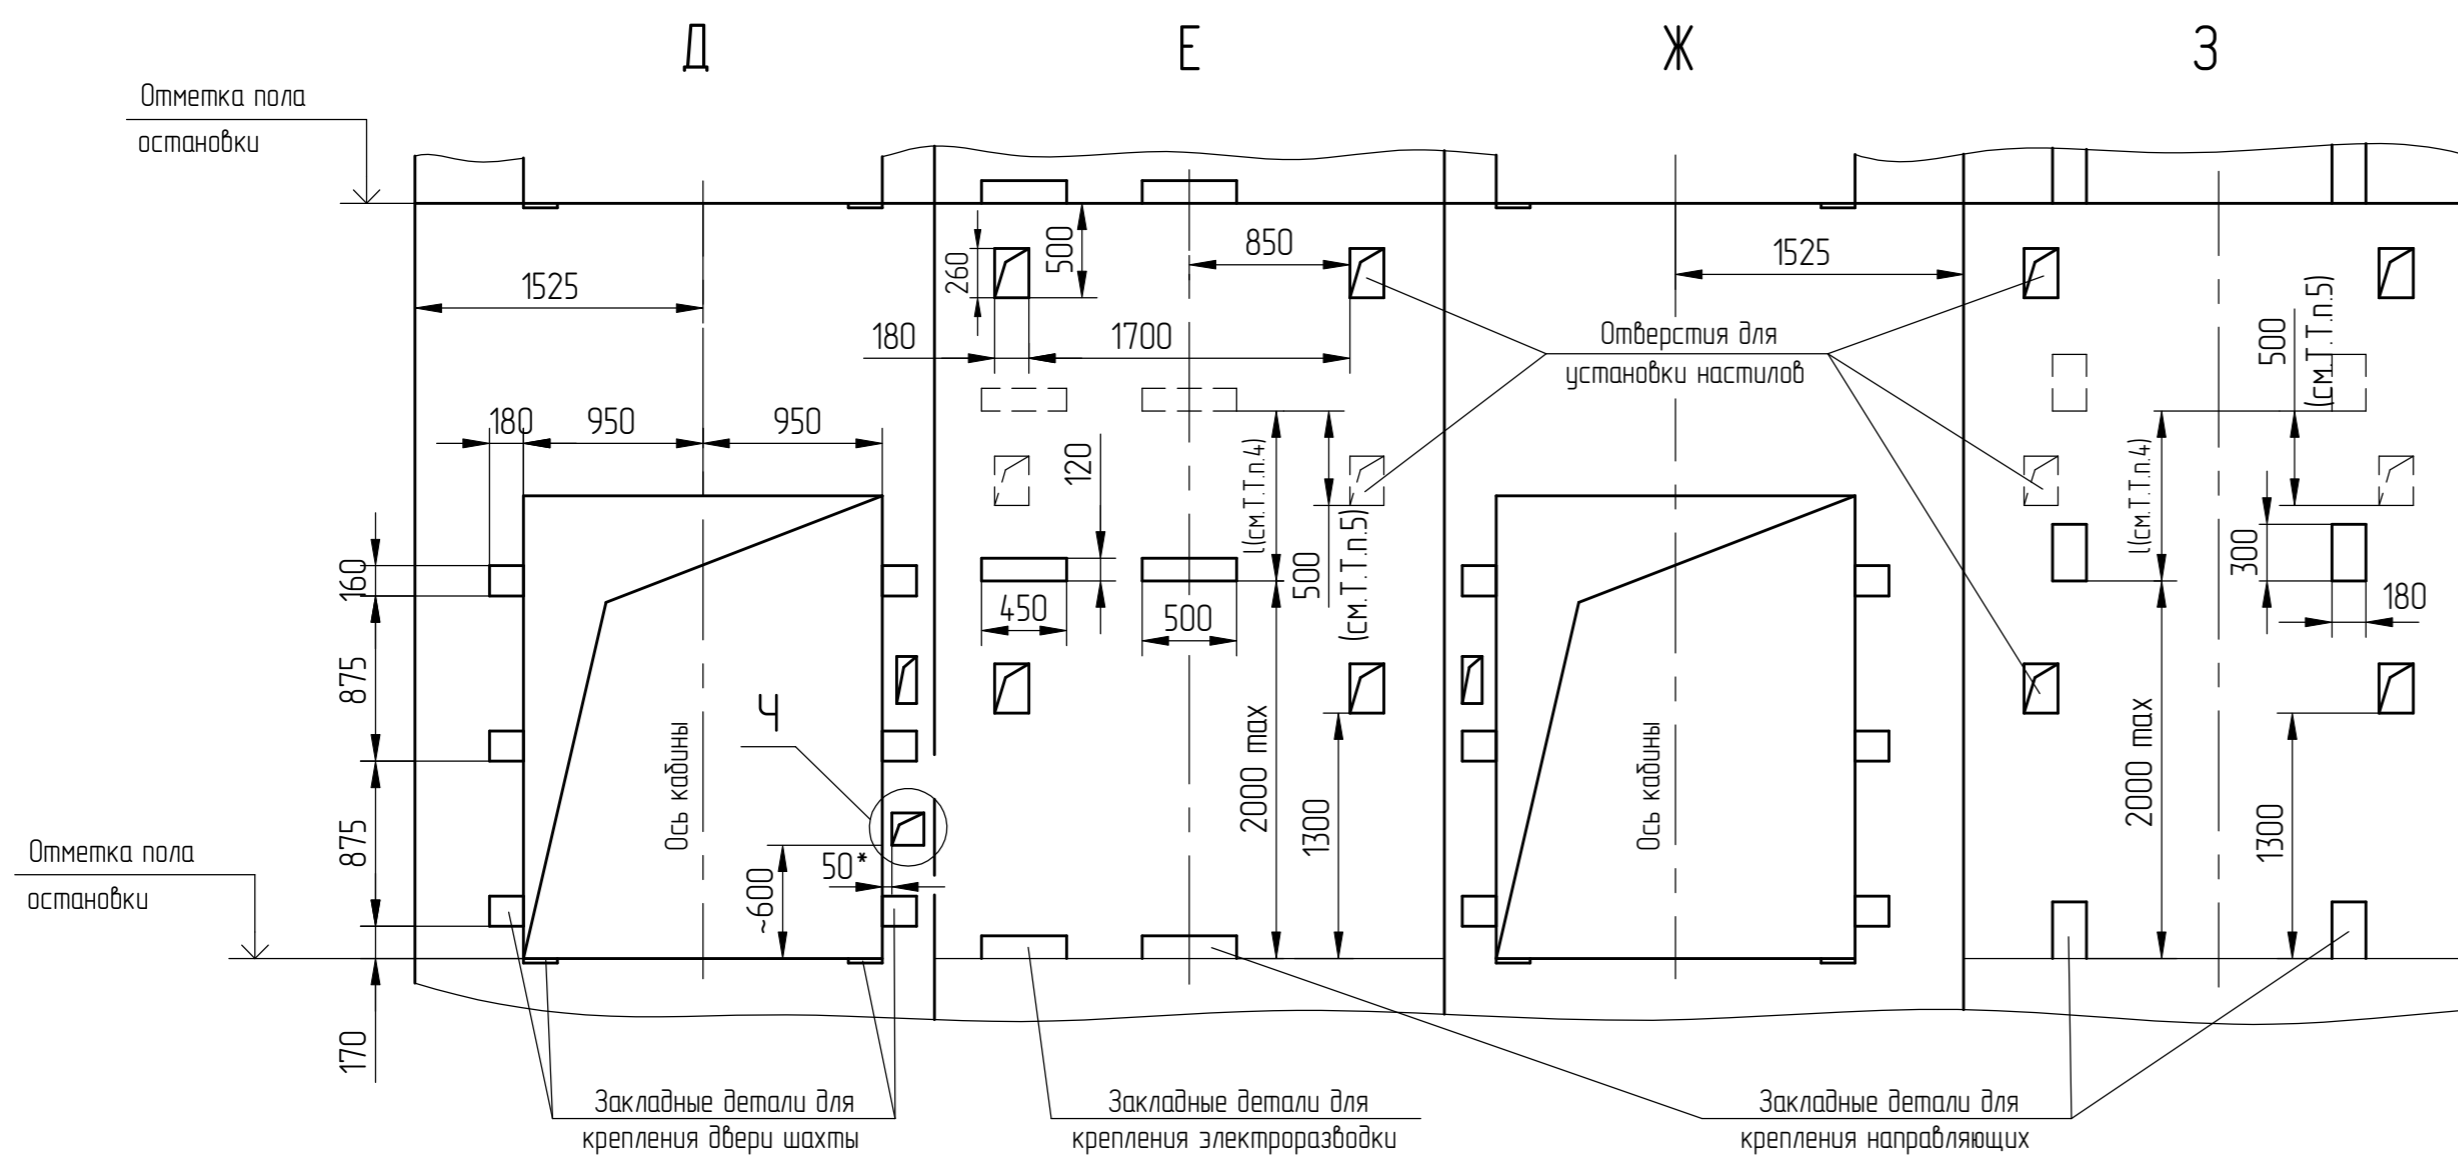 Д
Е
Ж
З
Отметка пола
остановки
1525
260
500
850
1525
180
1700
Отверстия для
установки настилов
500
(см.Т.Т.п.5)
180
950
950
120
l(см.Т.Т.п.4)
500
(см.Т.Т.п.5)
l(см.Т.Т.п.4)
300
180
160
450
500
875
Ч
Ось кабины
2000 max
1300
Ось кабины
2000 max
1300
Отметка пола
остановки
875
~600
50*
170
Закладные детали для
крепления двери шахты
Закладные детали для
крепления электроразводки
Закладные детали для
крепления направляющих